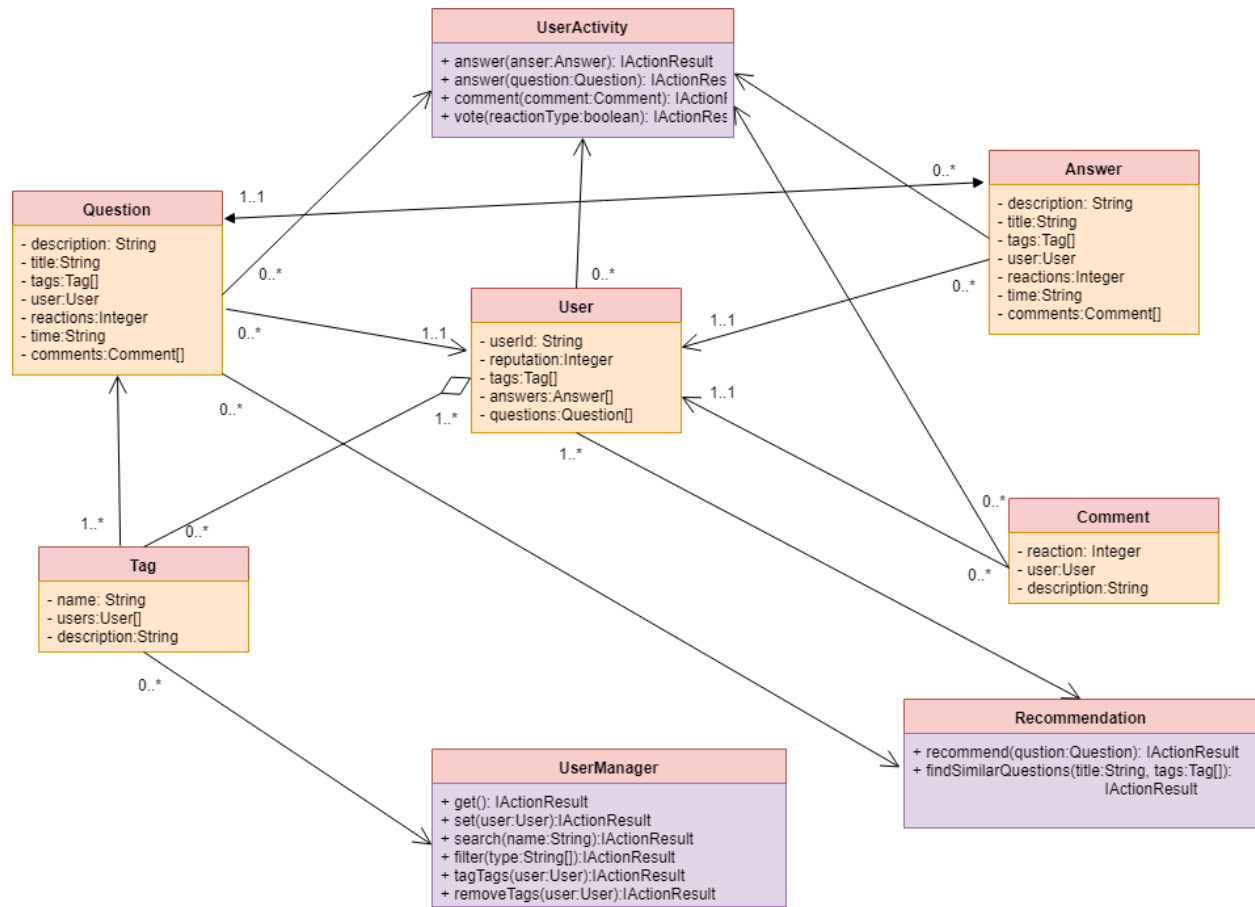 UserActivity
+ answer(anser:Answer): IActionResult
+ answer(question:Question): IActionRes
+ comment(comment:Comment): IAction
+ vote(reactionType:boolean): IActionRes
0..*
1..1
Answer
- description: String
- title:String
- tags:Tag[]
- user:User
- reactions:Integer
- time:String
- comments:Comment[]
Question
- description: String
- title:String
- tags:Tag[]
- user:User
- reactions:Integer
- time:String
- comments:Comment[]
0..*
0..*
0..*
User
- userId: String
- reputation:Integer
- tags:Tag[]
- answers:Answer[]
- questions:Question[]
0..*
1..1
1..1
1..1
0..*
1..*
1..*
0..*
Comment
- reaction: Integer
- user:User
- description:String
1..*
0..*
0..*
Tag
- name: String
- users:User[]
- description:String
0..*
Recommendation
+ recommend(qustion:Question): IActionResult
+ findSimilarQuestions(title:String, tags:Tag[]):
IActionResult
UserManager
+ get(): IActionResult
+ set(user:User):IActionResult
+ search(name:String):IActionResult
+ filter(type:String[]):IActionResult
+ tagTags(user:User):IActionResult
+ removeTags(user:User):IActionResult